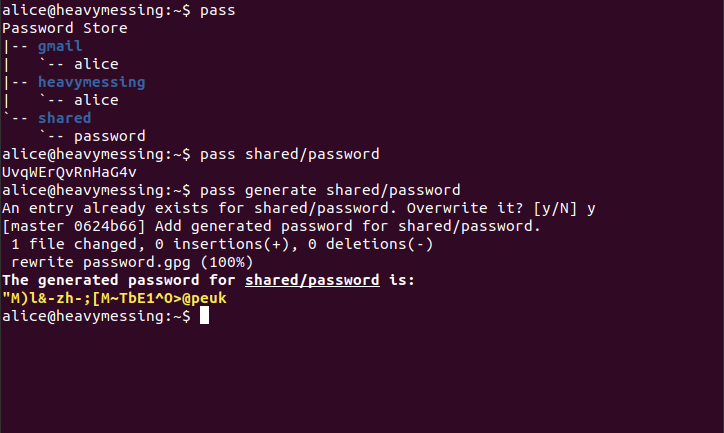 alice@heavymessing:~$ pass
Password Store
|-- gmail
|   `-- alice
|-- heavymessing
|   `-- alice
`-- shared
    `-- password
alice@heavymessing:~$ pass shared/password
UvqWErQvRnHaG4v
alice@heavymessing:~$ pass generate shared/password
An entry already exists for shared/password. Overwrite it? [y/N] y
[master 0624b66] Add generated password for shared/password.
 1 file changed, 0 insertions(+), 0 deletions(-)
 rewrite password.gpg (100%)
The generated password for shared/password is:
"M)l&-zh-;[M~TbE1^O>@peuk
alice@heavymessing:~$